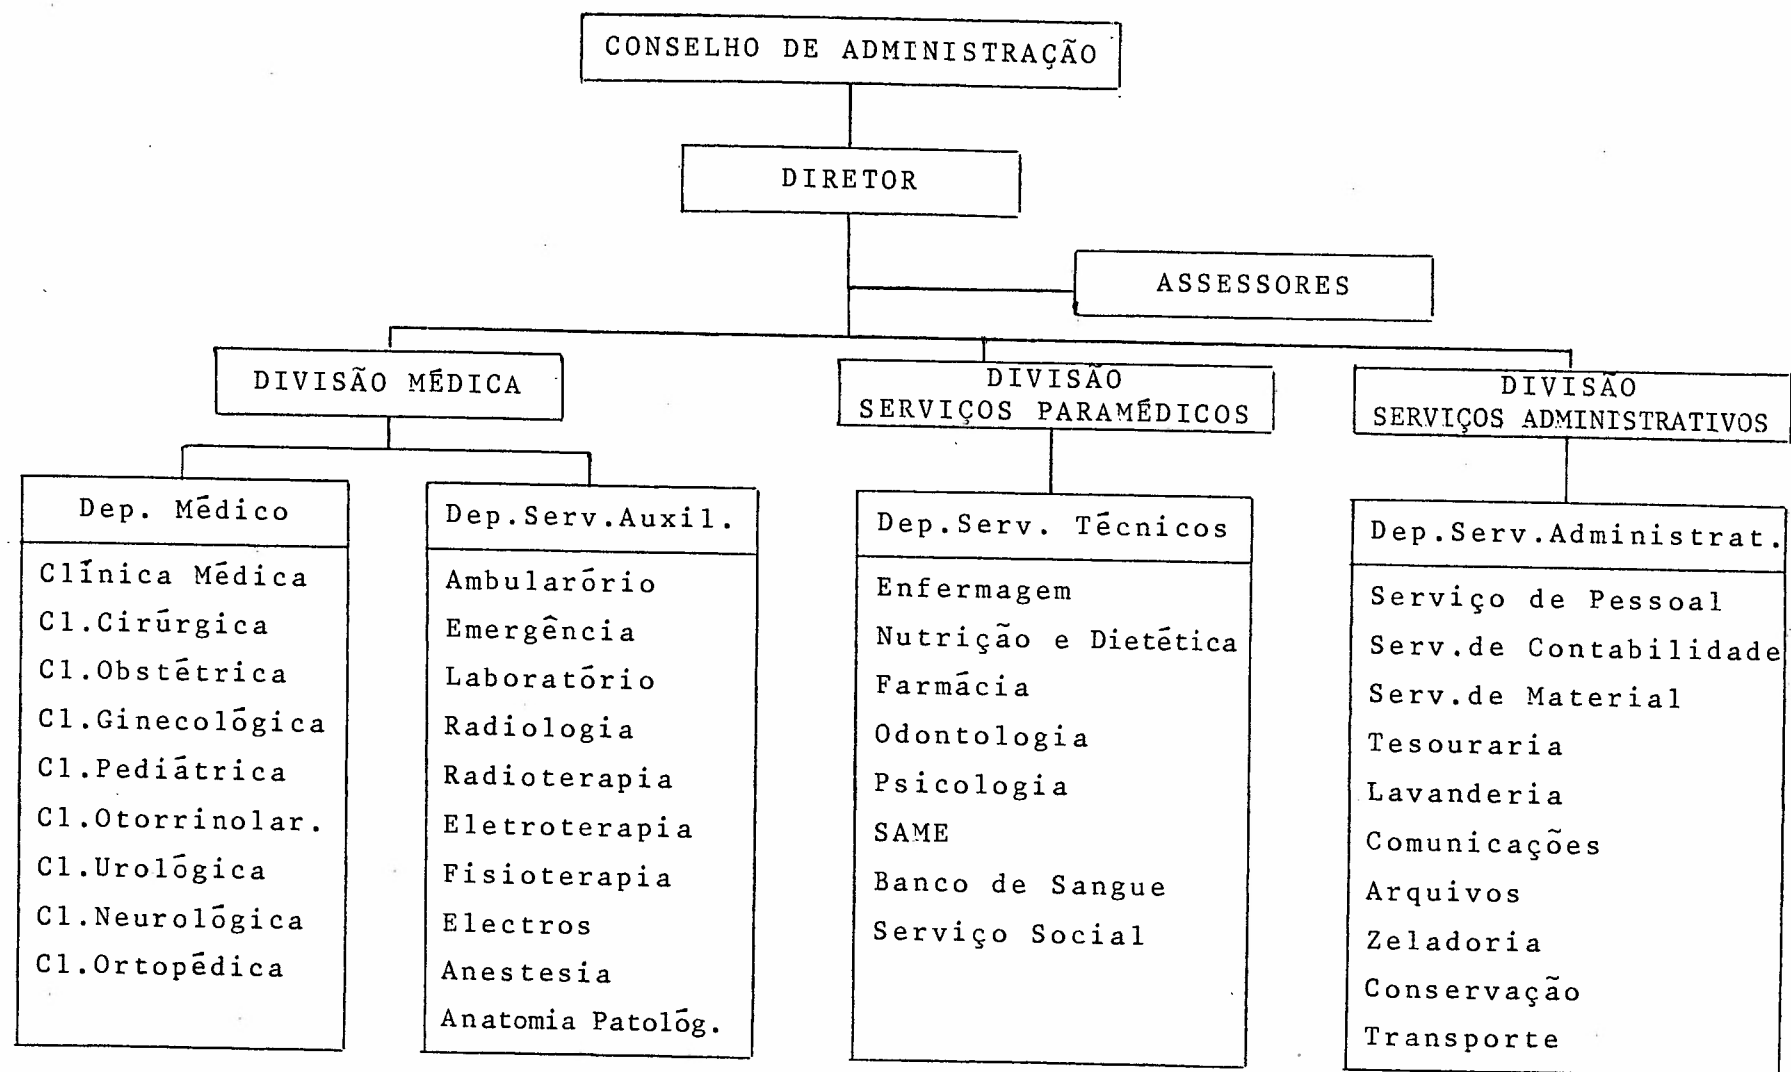 CONSELHO DE ADMINISTRAÇÃO
DIRETOR
ASSESSORES
DIVISÃO MÉDICA
DIVISÃO
SERVIÇOS PARAMÉDICOS
DIVISÃO
SERVIÇOS ADMINISTRATIVOS
Dep. Médico
Clínica Médica
Cl.Cirúrgica
Cl.Obstétrica
Cl.Ginecológica
Cl.Pediátrica
Cl.Otorrinolar.
Cl.Urológica
Cl.Neurológica
Cl.Ortopédica
Dep.Serv.Auxil.
Ambularório
Emergência
Laboratório
Radiologia
Radioterapia
Eletroterapia
Fisioterapia
Electros
Anestesia
Anatomia Patológ.
Dep.Serv. Técnicos
Enfermagem
Nutrição e Dietética
Farmácia
Odontologia
Psicologia
SAME
Banco de Sangue
Serviço Social
Dep.Serv.Administrat.
Serviço de Pessoal
Serv.de Contabilidade
Serv.de Material
Tesouraria
Lavanderia
Comunicações
Arquivos
Zeladoria
Conservação
Transporte